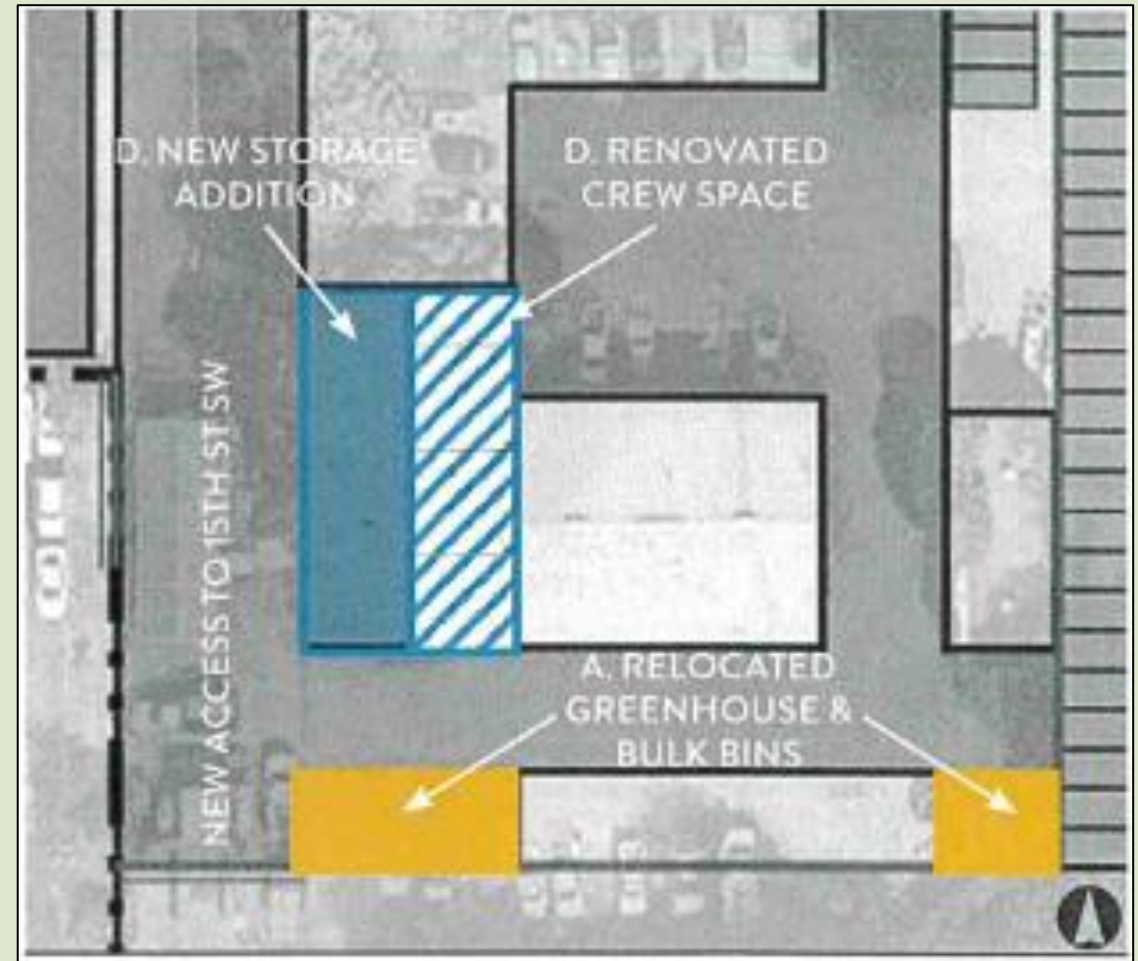 D. NEW STORAGE
ADDITION
D. RENOVATED
CREW SPACE
NEW ACCESS TO 15TH ST SW
A. RELOCATED
GREENHOUSE &
BULK BINS